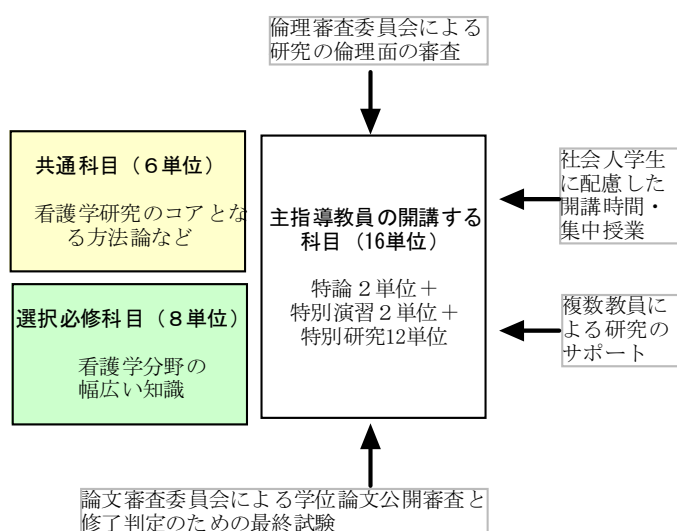 倫理審査委員会による
研究の倫理面の審査
共通科目（６単位）
看護学研究のコアとな
る方法論など
選択必修科目（８単位）
看護学分野の
幅広い知識
主指導教員の開講する
科目（16単位）
特論２単位＋
特別演習２単位＋
特別研究12単位
社会人学生
に配慮した
開講時間・
集中授業
複数教員に
よる研究の
サポート
論文審査委員会による学位論文公開審査と
修了判定のための最終試験